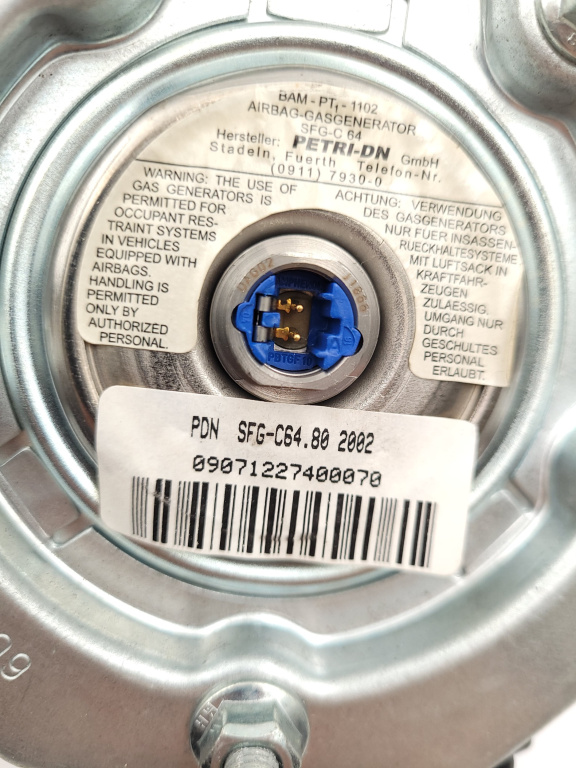 BAM - PT₁ - 1102
AIRBAG-GASGENERATOR
SFG-C 64
Hersteller: PETRI-DN GmbH
Stadeln, Fuerth Telefon-Nr.
(0911) 7930-0
WARNING: THE USE OF
GAS GENERATORS IS
PERMITTED FOR
OCCUPANT RES-
TRAINT SYSTEMS
IN VEHICLES
EQUIPPED WITH
AIRBAGS.
HANDLING IS
PERMITTED
ONLY BY
AUTHORIZED
PERSONAL.
ACHTUNG: VERWENDUNG
DES GASGENERATORS
NUR FUER INSASSEN-
RUECKHALTESYSTEME
MIT LUFTSACK IN
KRAFTFAHR-
ZEUGEN
ZULAESSIG.
UMGANG NUR
DURCH
GESCHULTES
PERSONAL
ERLAUBT.
PDN SFG-C64.80 2002
09071227400070